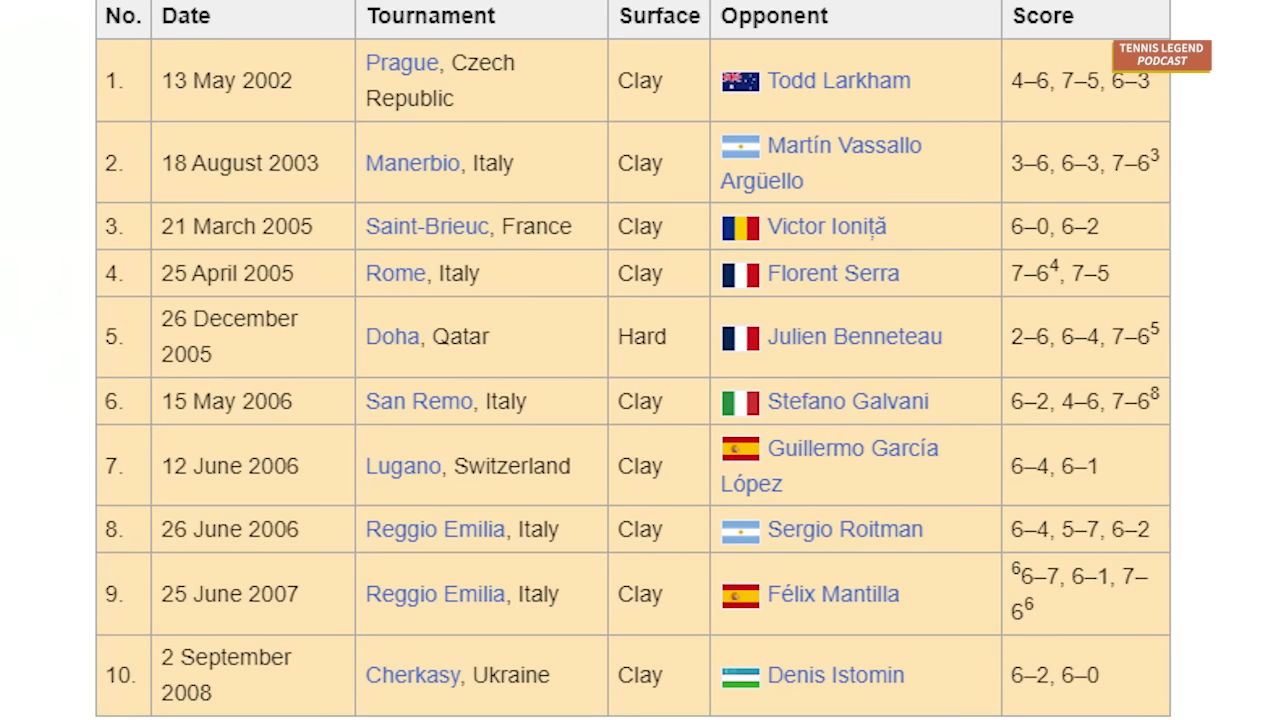 No. Date Tournament Surface Opponent Score
TENNIS LEGEND
PODCAST
1. 13 May 2002 Prague, Czech Republic Clay Todd Larkham 4–6, 7–5, 6–3
2. 18 August 2003 Manerbio, Italy Clay Martín Vassallo Argüello 3–6, 6–3, 7–6³
3. 21 March 2005 Saint-Brieuc, France Clay Victor Ioniță 6–0, 6–2
4. 25 April 2005 Rome, Italy Clay Florent Serra 7–6⁴, 7–5
5. 26 December 2005 Doha, Qatar Hard Julien Benneteau 2–6, 6–4, 7–6⁵
6. 15 May 2006 San Remo, Italy Clay Stefano Galvani 6–2, 4–6, 7–6⁸
7. 12 June 2006 Lugano, Switzerland Clay Guillermo García López 6–4, 6–1
8. 26 June 2006 Reggio Emilia, Italy Clay Sergio Roitman 6–4, 5–7, 6–2
9. 25 June 2007 Reggio Emilia, Italy Clay Félix Mantilla ⁶6–7, 6–1, 7–6⁶
10. 2 September 2008 Cherkasy, Ukraine Clay Denis Istomin 6–2, 6–0